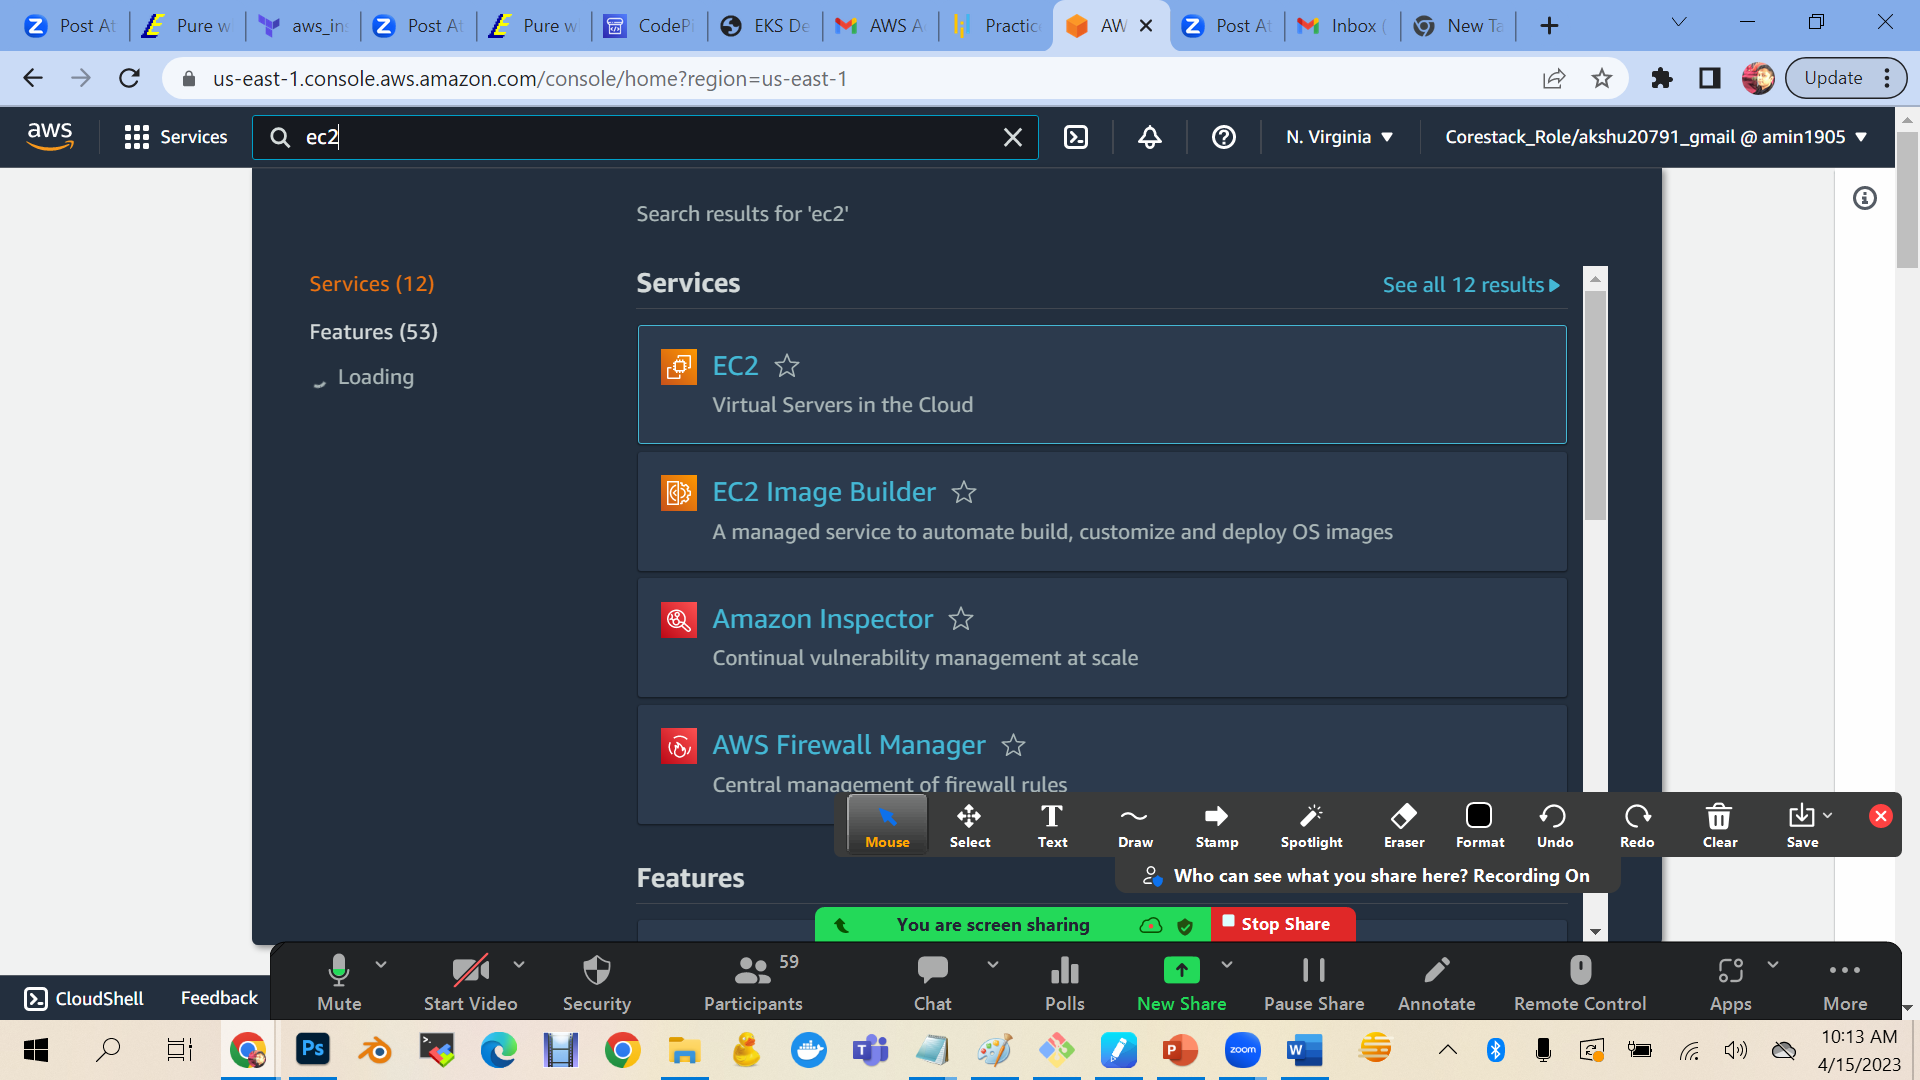 Post At
Pure w
aws_ins
Post At
Pure w
CodePi
EKS De
AWS A
Practice
AW
Post At
Inbox (
New Ta
us-east-1.console.aws.amazon.com/console/home?region=us-east-1
Update
aws
Services
ec2
N. Virginia
Corestack_Role/akshu20791_gmail @ amin1905
Search results for 'ec2'
Services (12)
Features (53)
Loading
Services
See all 12 results
EC2
Virtual Servers in the Cloud
EC2 Image Builder
A managed service to automate build, customize and deploy OS images
Amazon Inspector
Continual vulnerability management at scale
AWS Firewall Manager
Central management of firewall rules
Features
Mouse
Select
Text
Draw
Stamp
Spotlight
Eraser
Format
Undo
Redo
Clear
Save
Who can see what you share here? Recording On
You are screen sharing
Stop Share
Mute
Start Video
Security
Participants
59
Chat
Polls
New Share
Pause Share
Annotate
Remote Control
Apps
More
CloudShell
Feedback
Ps
zoom
10:13 AM
4/15/2023